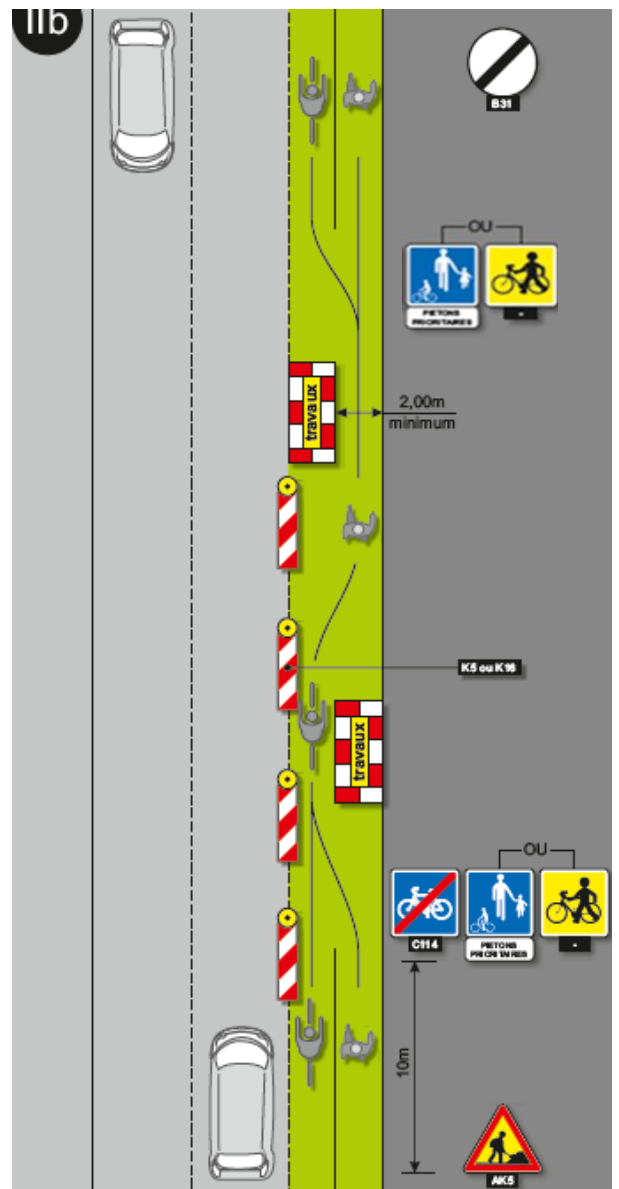 IIb
B31
OU
PIETONS
PRIORITAIRES
-
travaux
2,00m
minimum
K5 ou K16
travaux
OU
C114
PIETONS
PRIORITAIRES
-
10m
AK5